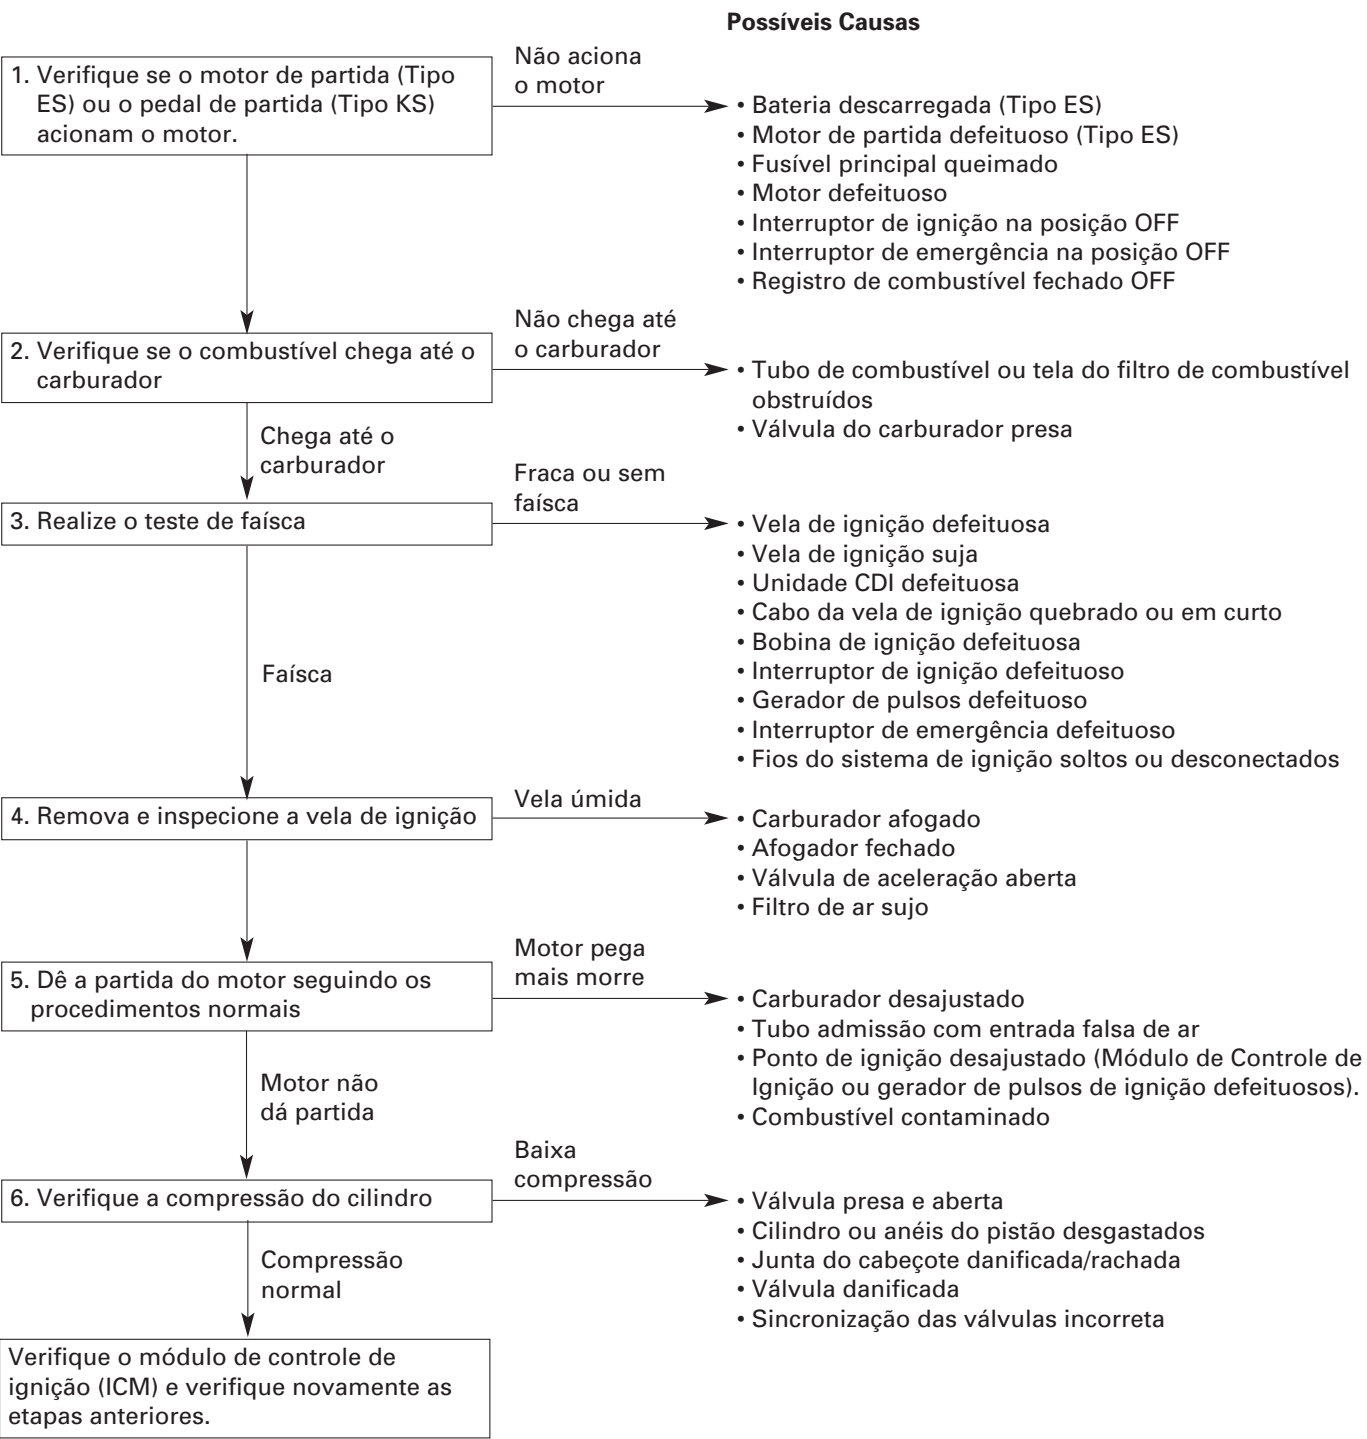 Possíveis Causas
1. Verifique se o motor de partida (Tipo
ES) ou o pedal de partida (Tipo KS)
acionam o motor.
Não aciona
o motor
• Bateria descarregada (Tipo ES)
• Motor de partida defeituoso (Tipo ES)
• Fusível principal queimado
• Motor defeituoso
• Interruptor de ignição na posição OFF
• Interruptor de emergência na posição OFF
• Registro de combustível fechado OFF
2. Verifique se o combustível chega até o
carburador
Não chega até
o carburador
• Tubo de combustível ou tela do filtro de combustível
obstruídos
• Válvula do carburador presa
Chega até o
carburador
3. Realize o teste de faísca
Fraca ou sem
faísca
• Vela de ignição defeituosa
• Vela de ignição suja
• Unidade CDI defeituosa
• Cabo da vela de ignição quebrado ou em curto
• Bobina de ignição defeituosa
• Interruptor de ignição defeituoso
• Gerador de pulsos defeituoso
• Interruptor de emergência defeituoso
• Fios do sistema de ignição soltos ou desconectados
Faísca
4. Remova e inspecione a vela de ignição
Vela úmida
• Carburador afogado
• Afogador fechado
• Válvula de aceleração aberta
• Filtro de ar sujo
5. Dê a partida do motor seguindo os
procedimentos normais
Motor pega
mais morre
• Carburador desajustado
• Tubo admissão com entrada falsa de ar
• Ponto de ignição desajustado (Módulo de Controle de
Ignição ou gerador de pulsos de ignição defeituosos).
• Combustível contaminado
Motor não
dá partida
6. Verifique a compressão do cilindro
Baixa
compressão
• Válvula presa e aberta
• Cilindro ou anéis do pistão desgastados
• Junta do cabeçote danificada/rachada
• Válvula danificada
• Sincronização das válvulas incorreta
Compressão
normal
Verifique o módulo de controle de
ignição (ICM) e verifique novamente as
etapas anteriores.